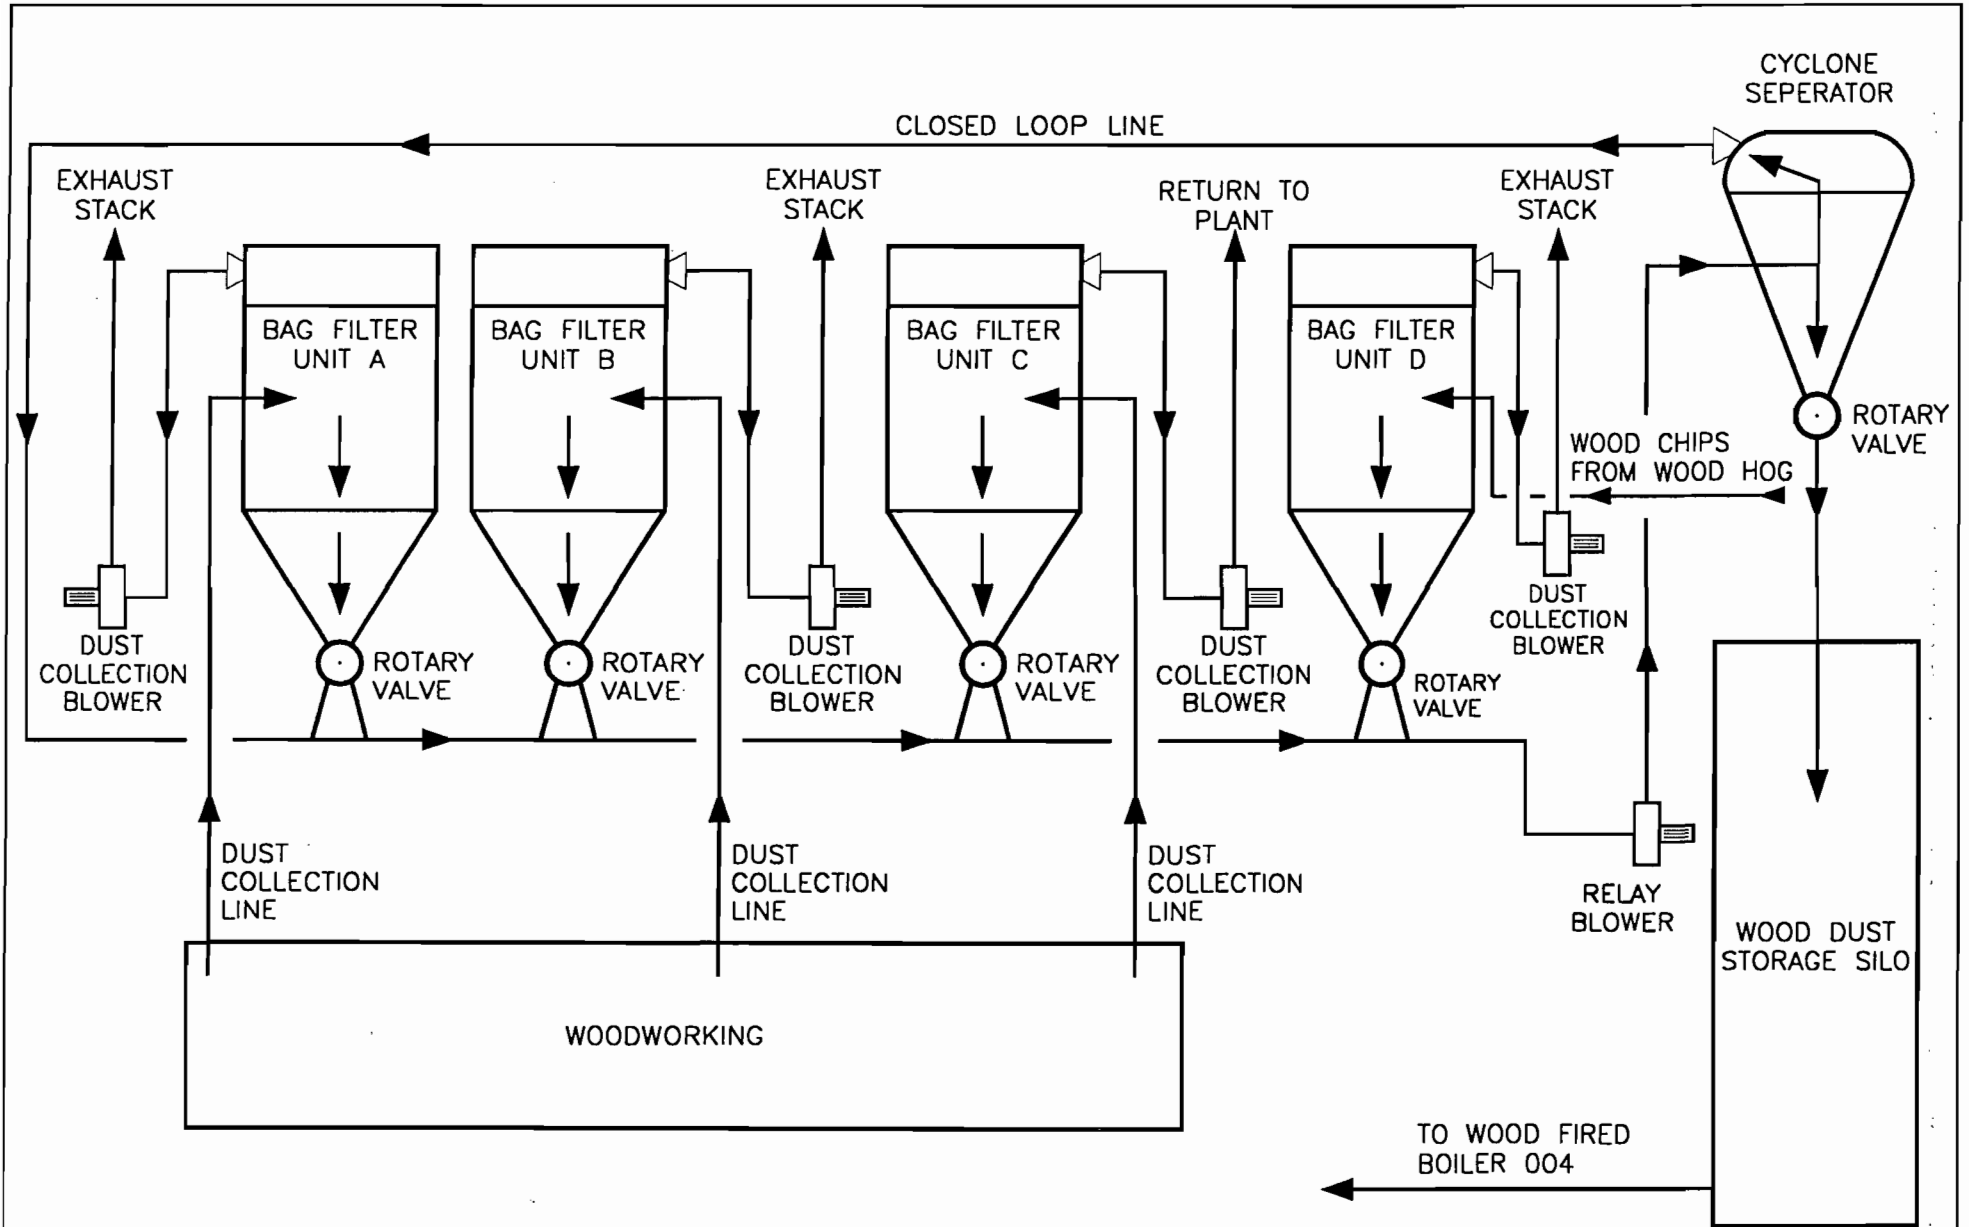 CYCLONE
SEPERATOR
CLOSED LOOP LINE
EXHAUST
STACK
EXHAUST
STACK
RETURN TO
PLANT
EXHAUST
STACK
BAG FILTER
UNIT A
BAG FILTER
UNIT B
BAG FILTER
UNIT C
BAG FILTER
UNIT D
ROTARY
VALVE
WOOD CHIPS
FROM WOOD HOG
DUST
COLLECTION
BLOWER
ROTARY
VALVE
ROTARY
VALVE
DUST
COLLECTION
BLOWER
ROTARY
VALVE
DUST
COLLECTION
BLOWER
ROTARY
VALVE
DUST
COLLECTION
BLOWER
DUST
COLLECTION
LINE
DUST
COLLECTION
LINE
DUST
COLLECTION
LINE
RELAY
BLOWER
WOOD DUST
STORAGE SILO
WOODWORKING
TO WOOD FIRED
BOILER 004